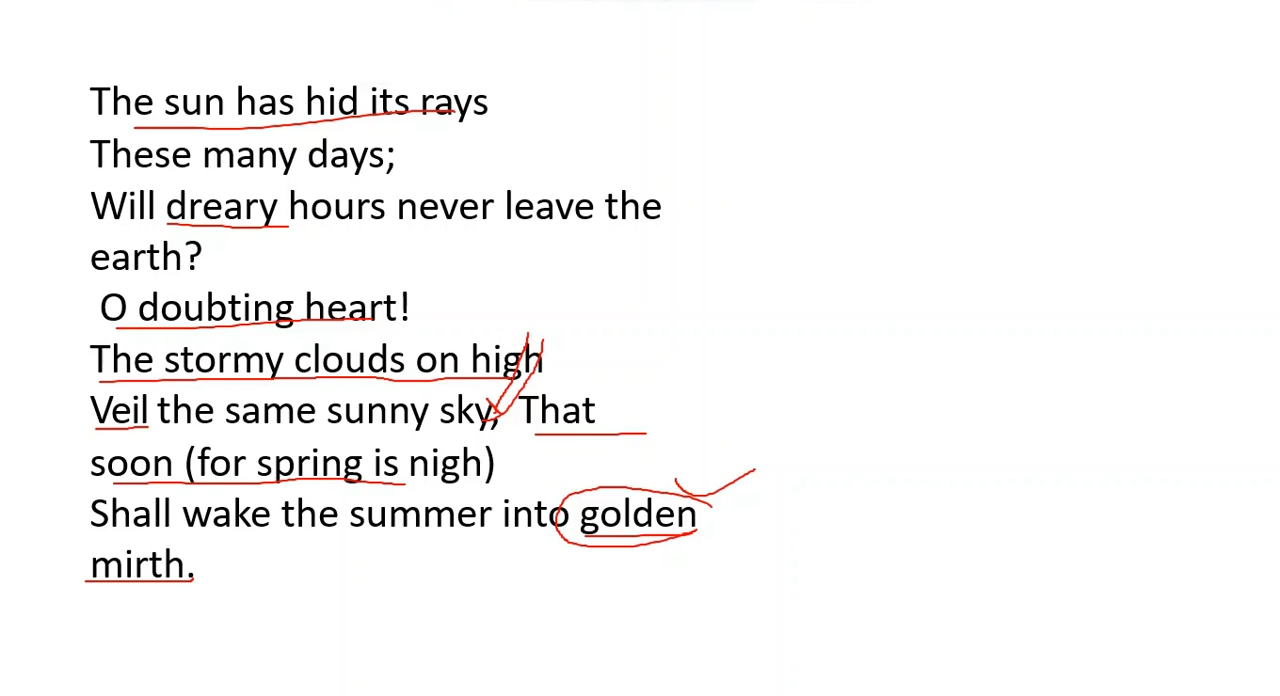 The sun has hid its rays
These many days;
Will dreary hours never leave the
earth?
O doubting heart!
The stormy clouds on high
Veil the same sunny sky, That
soon (for spring is nigh)
Shall wake the summer into golden
mirth.